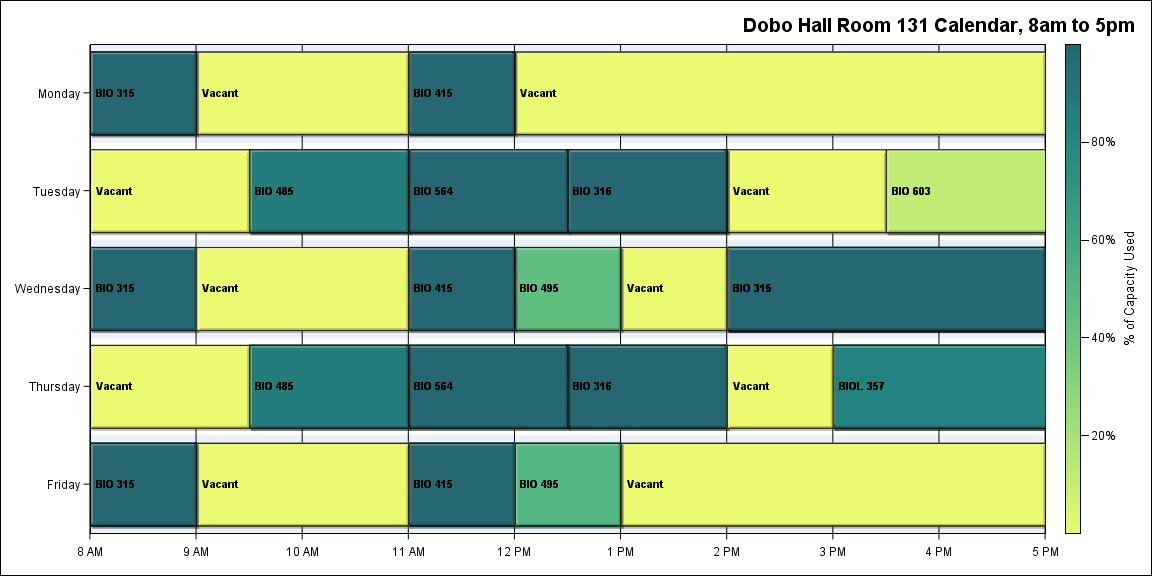 Dobo Hall Room 131 Calendar, 8am to 5pm
Monday
BIO 315
Vacant
BIO 415
Vacant
Tuesday
Vacant
BIO 485
BIO 564
BIO 316
Vacant
BIO 603
Wednesday
BIO 315
Vacant
BIO 415
BIO 495
Vacant
BIO 315
Thursday
Vacant
BIO 485
BIO 564
BIO 316
Vacant
BIOL 357
Friday
BIO 315
Vacant
BIO 415
BIO 495
Vacant
8 AM
9 AM
10 AM
11 AM
12 PM
1 PM
2 PM
3 PM
4 PM
5 PM
80%
60%
40%
20%
% of Capacity Used